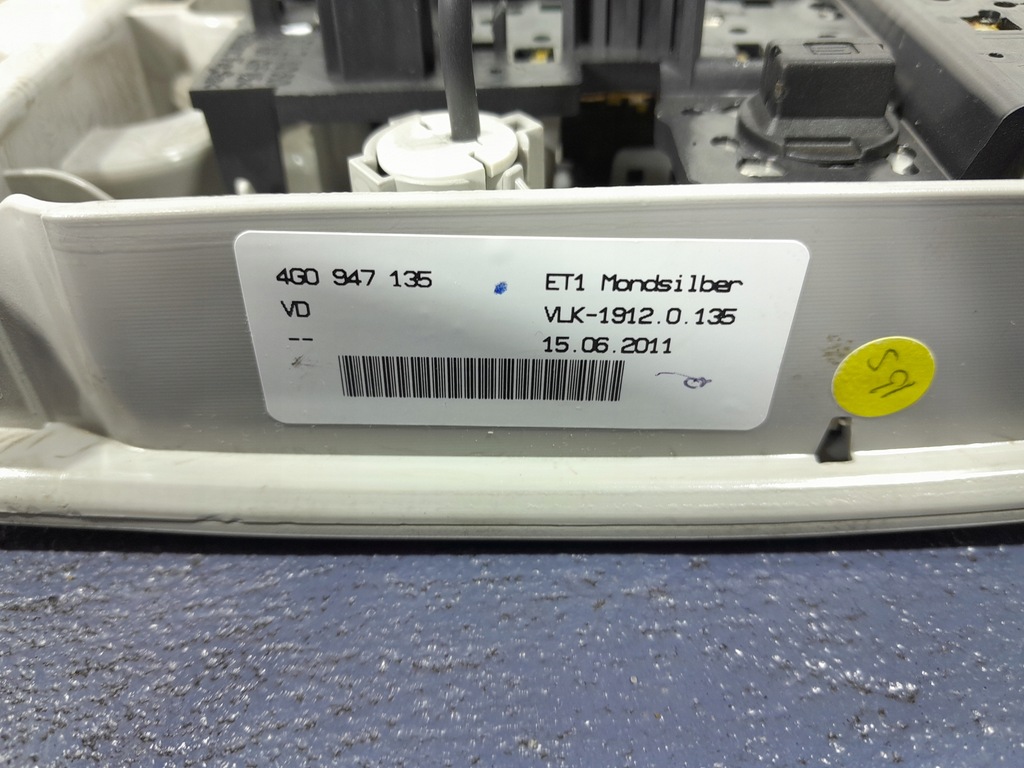 4G0 947 135
VD
--
ET1 Mondsilber
VLK-1912.0.135
15.06.2011